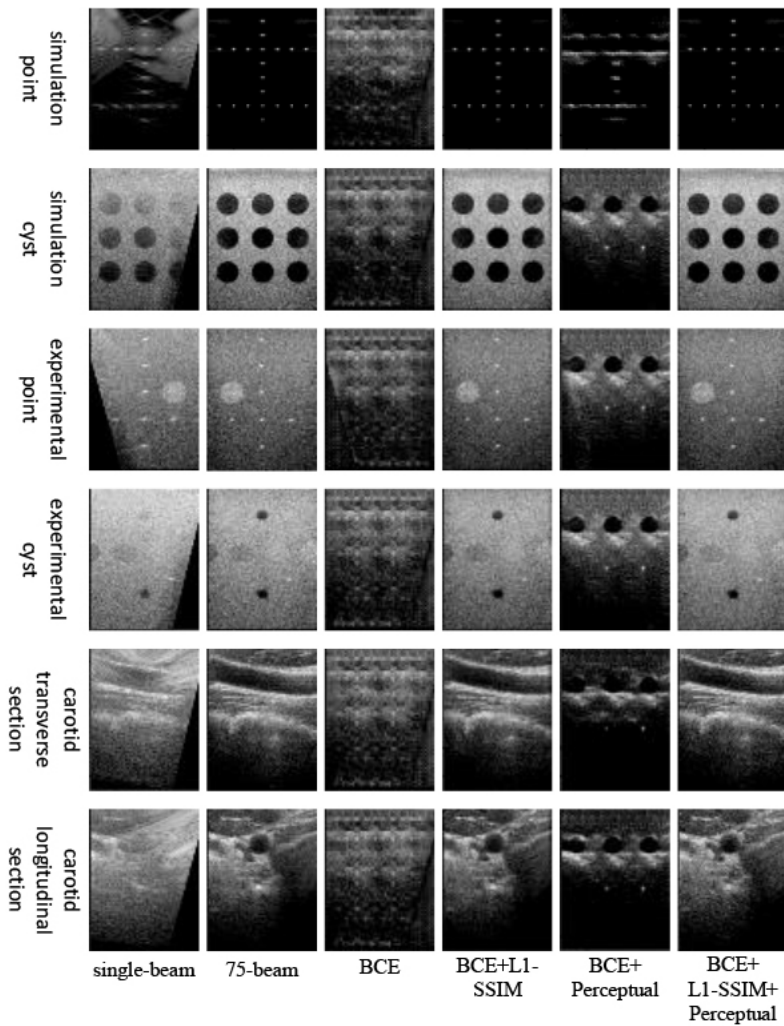 simulation
point
simulation
cyst
experimental
point
experimental
cyst
carotid
transverse
section
carotid
longitudinal
section
single-beam
75-beam
BCE
BCE+L1-
SSIM
BCE+
Perceptual
BCE+
L1-SSIM+
Perceptual